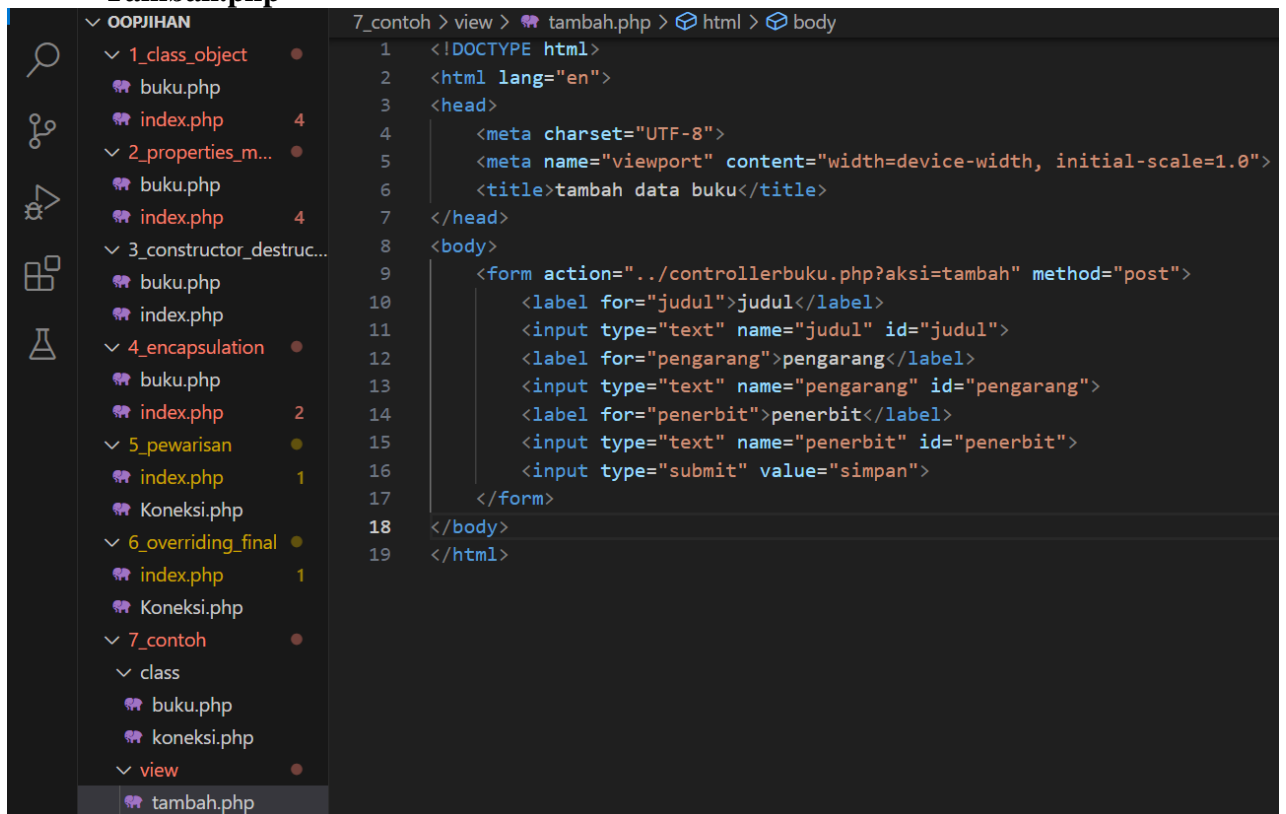 OOPJIHAN
1_class_object
buku.php
index.php 4
2_properties_m...
buku.php
index.php 4
3_constructor_destruc...
buku.php
index.php
4_encapsulation
buku.php
index.php 2
5_pewarisan
index.php 1
Koneksi.php
6_overriding_final
index.php 1
Koneksi.php
7_contoh
class
buku.php
koneksi.php
view
tambah.php
7_contoh > view > tambah.php > html > body
1 <!DOCTYPE html>
2 <html lang="en">
3 <head>
4 <meta charset="UTF-8">
5 <meta name="viewport" content="width=device-width, initial-scale=1.0">
6 <title>tambah data buku</title>
7 </head>
8 <body>
9 <form action="../controllerbuku.php?aksi=tambah" method="post">
10 <label for="judul">judul</label>
11 <input type="text" name="judul" id="judul">
12 <label for="pengarang">pengarang</label>
13 <input type="text" name="pengarang" id="pengarang">
14 <label for="penerbit">penerbit</label>
15 <input type="text" name="penerbit" id="penerbit">
16 <input type="submit" value="simpan">
17 </form>
18 </body>
19 </html>